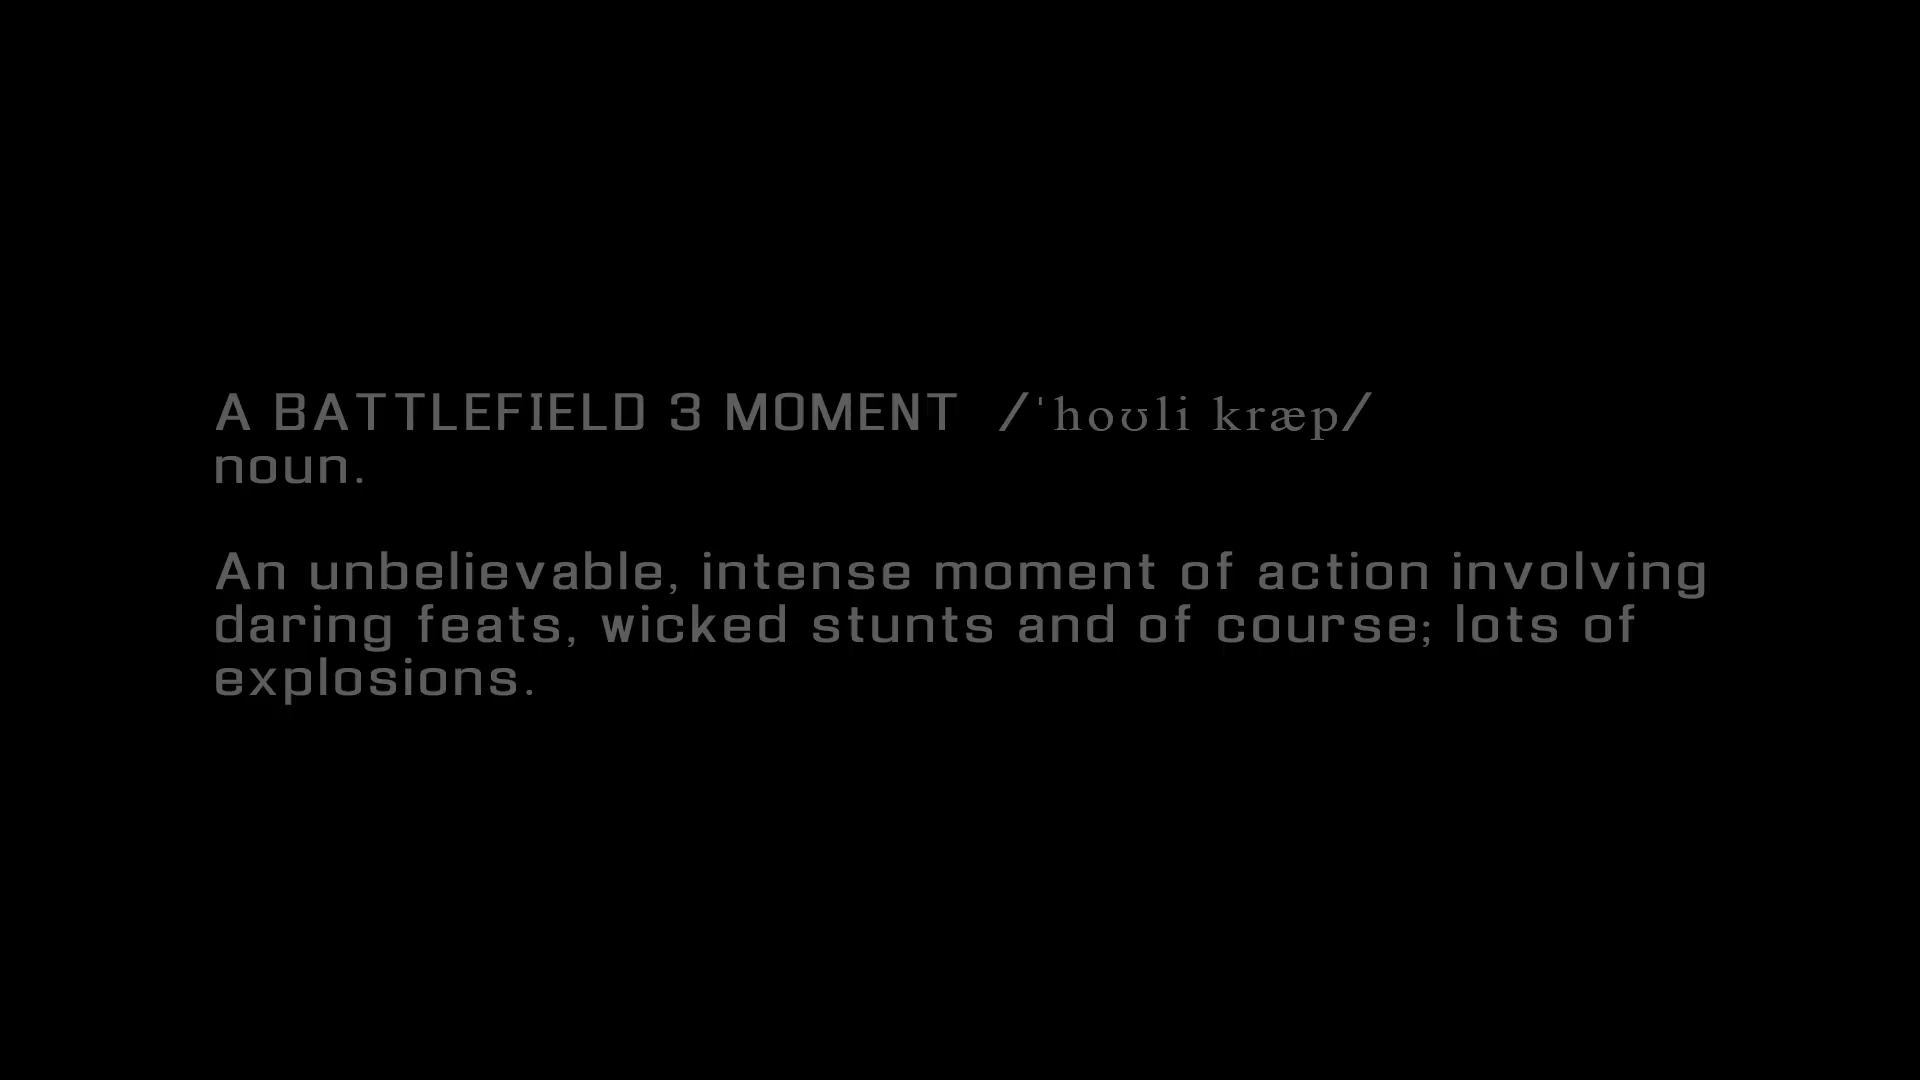 A BATTLEFIELD 3 MOMENT /ˈhoʊli kræp/
noun.
An unbelievable, intense moment of action involving
daring feats, wicked stunts and of course; lots of
explosions.